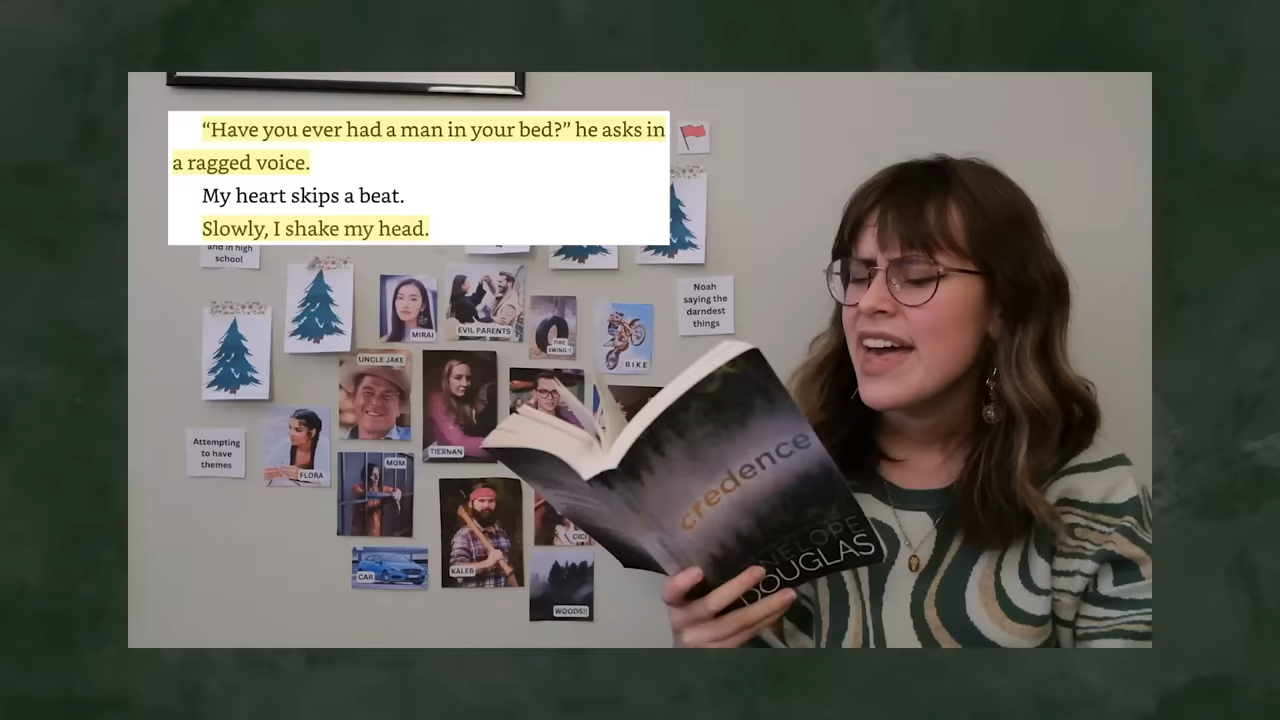 “Have you ever had a man in your bed?” he asks in
a ragged voice.
My heart skips a beat.
Slowly, I shake my head.
and in high
school
Noah
saying the
darndest
things
MIRAI
EVIL PARENTS
TIRE
SWING :)
BIKE
UNCLE JAKE
TIERNAN
Attempting
to have
themes
FLORA
MOM
KALEB
CICI
CAR
WOODS!!
credence
NELOPE
DOUGLAS